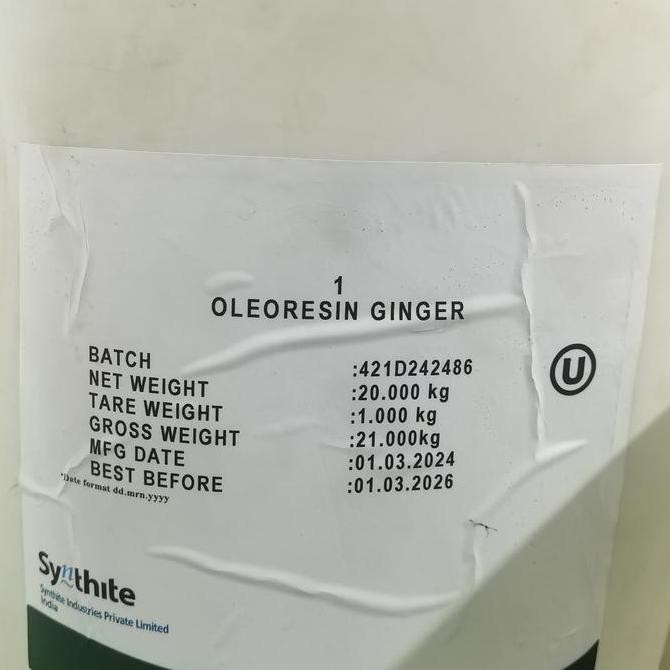 1
OLEORESIN GINGER
BATCH :421D242486
NET WEIGHT :20.000 kg
TARE WEIGHT :1.000 kg
GROSS WEIGHT :21.000kg
MFG DATE :01.03.2024
BEST BEFORE :01.03.2026
*Date format dd.mm.yyyy
U
Synthite
Synthite Industries Private Limited
India